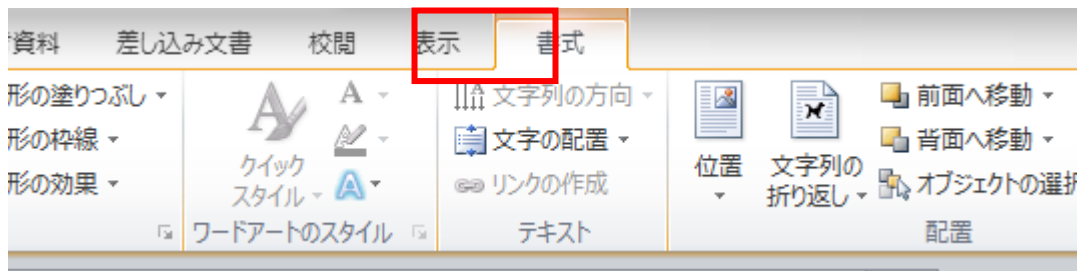 資料 差し込み文書 校閲 表示 書式
形の塗りつぶし
形の枠線
形の効果
クイック
スタイル
A
A
ワードアートのスタイル
文字列の方向
文字の配置
リンクの作成
テキスト
位置
文字列の
折り返し
前面へ移動
背面へ移動
オブジェクトの選択
配置